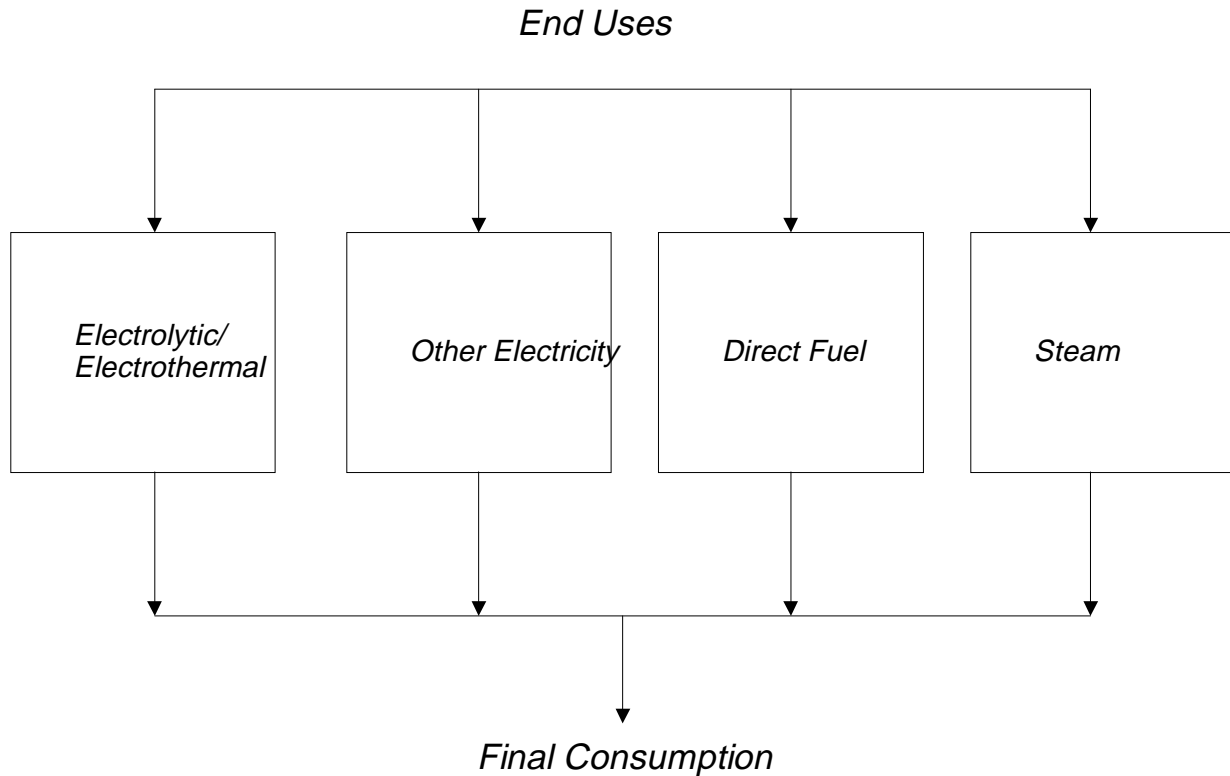 End Uses
Electrolytic/
Electrothermal
Other Electricity
Direct Fuel
Steam
Final Consumption